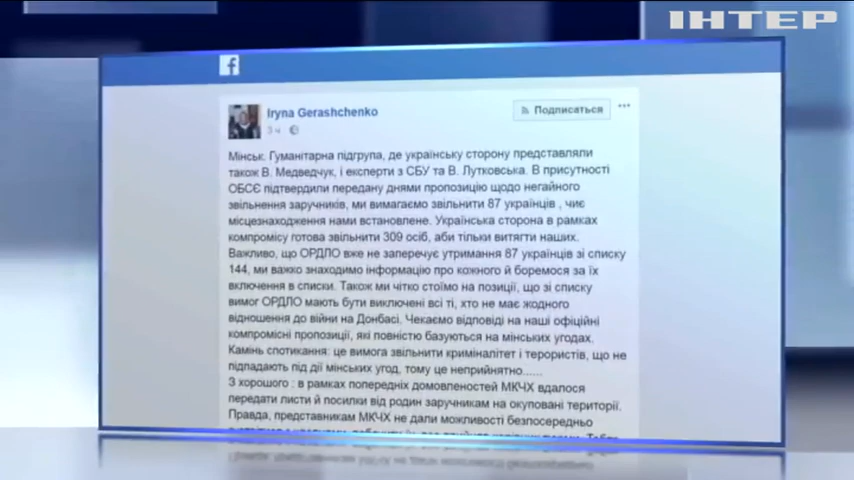 ІНТЕР
f
Iryna Gerashchenko
Подписаться
3 ч
Мінськ. Гуманітарна підгрупа, де українську сторону представляли
також В. Медведчук, і експерти з СБУ та В. Лутковська. В присутності
ОБСЄ підтвердили передану днями пропозицію щодо негайного
звільнення заручників, ми вимагаємо звільнити 87 українців , чиє
місцезнаходження нами встановлене. Українська сторона в рамках
компромісу готова звільнити 309 осіб, аби тільки витягти наших.
Важливо, що ОРДЛО вже не заперечує утримання 87 українців зі списку
144, ми важко знаходимо інформацію про кожного й боремося за їх
включення в списки. Також ми чітко стоїмо на позиції, що зі списку
вимог ОРДЛО мають бути виключені всі ті, хто не має жодного
відношення до війни на Донбасі. Чекаємо відповіді на наші офіційні
компромісні пропозиції, які повністю базуються на мінських угодах.
Камінь спотикання: це вимога звільнити криміналітет і терористів, що не
підпадають під дії мінських угод, тому це неприйнятно......
З хорошого : в рамках попередніх домовленостей МКЧХ вдалося
передати листи й посилки від родин заручникам на окуповані території.
Правда, представникам МКЧХ не дали можливості безпосередньо